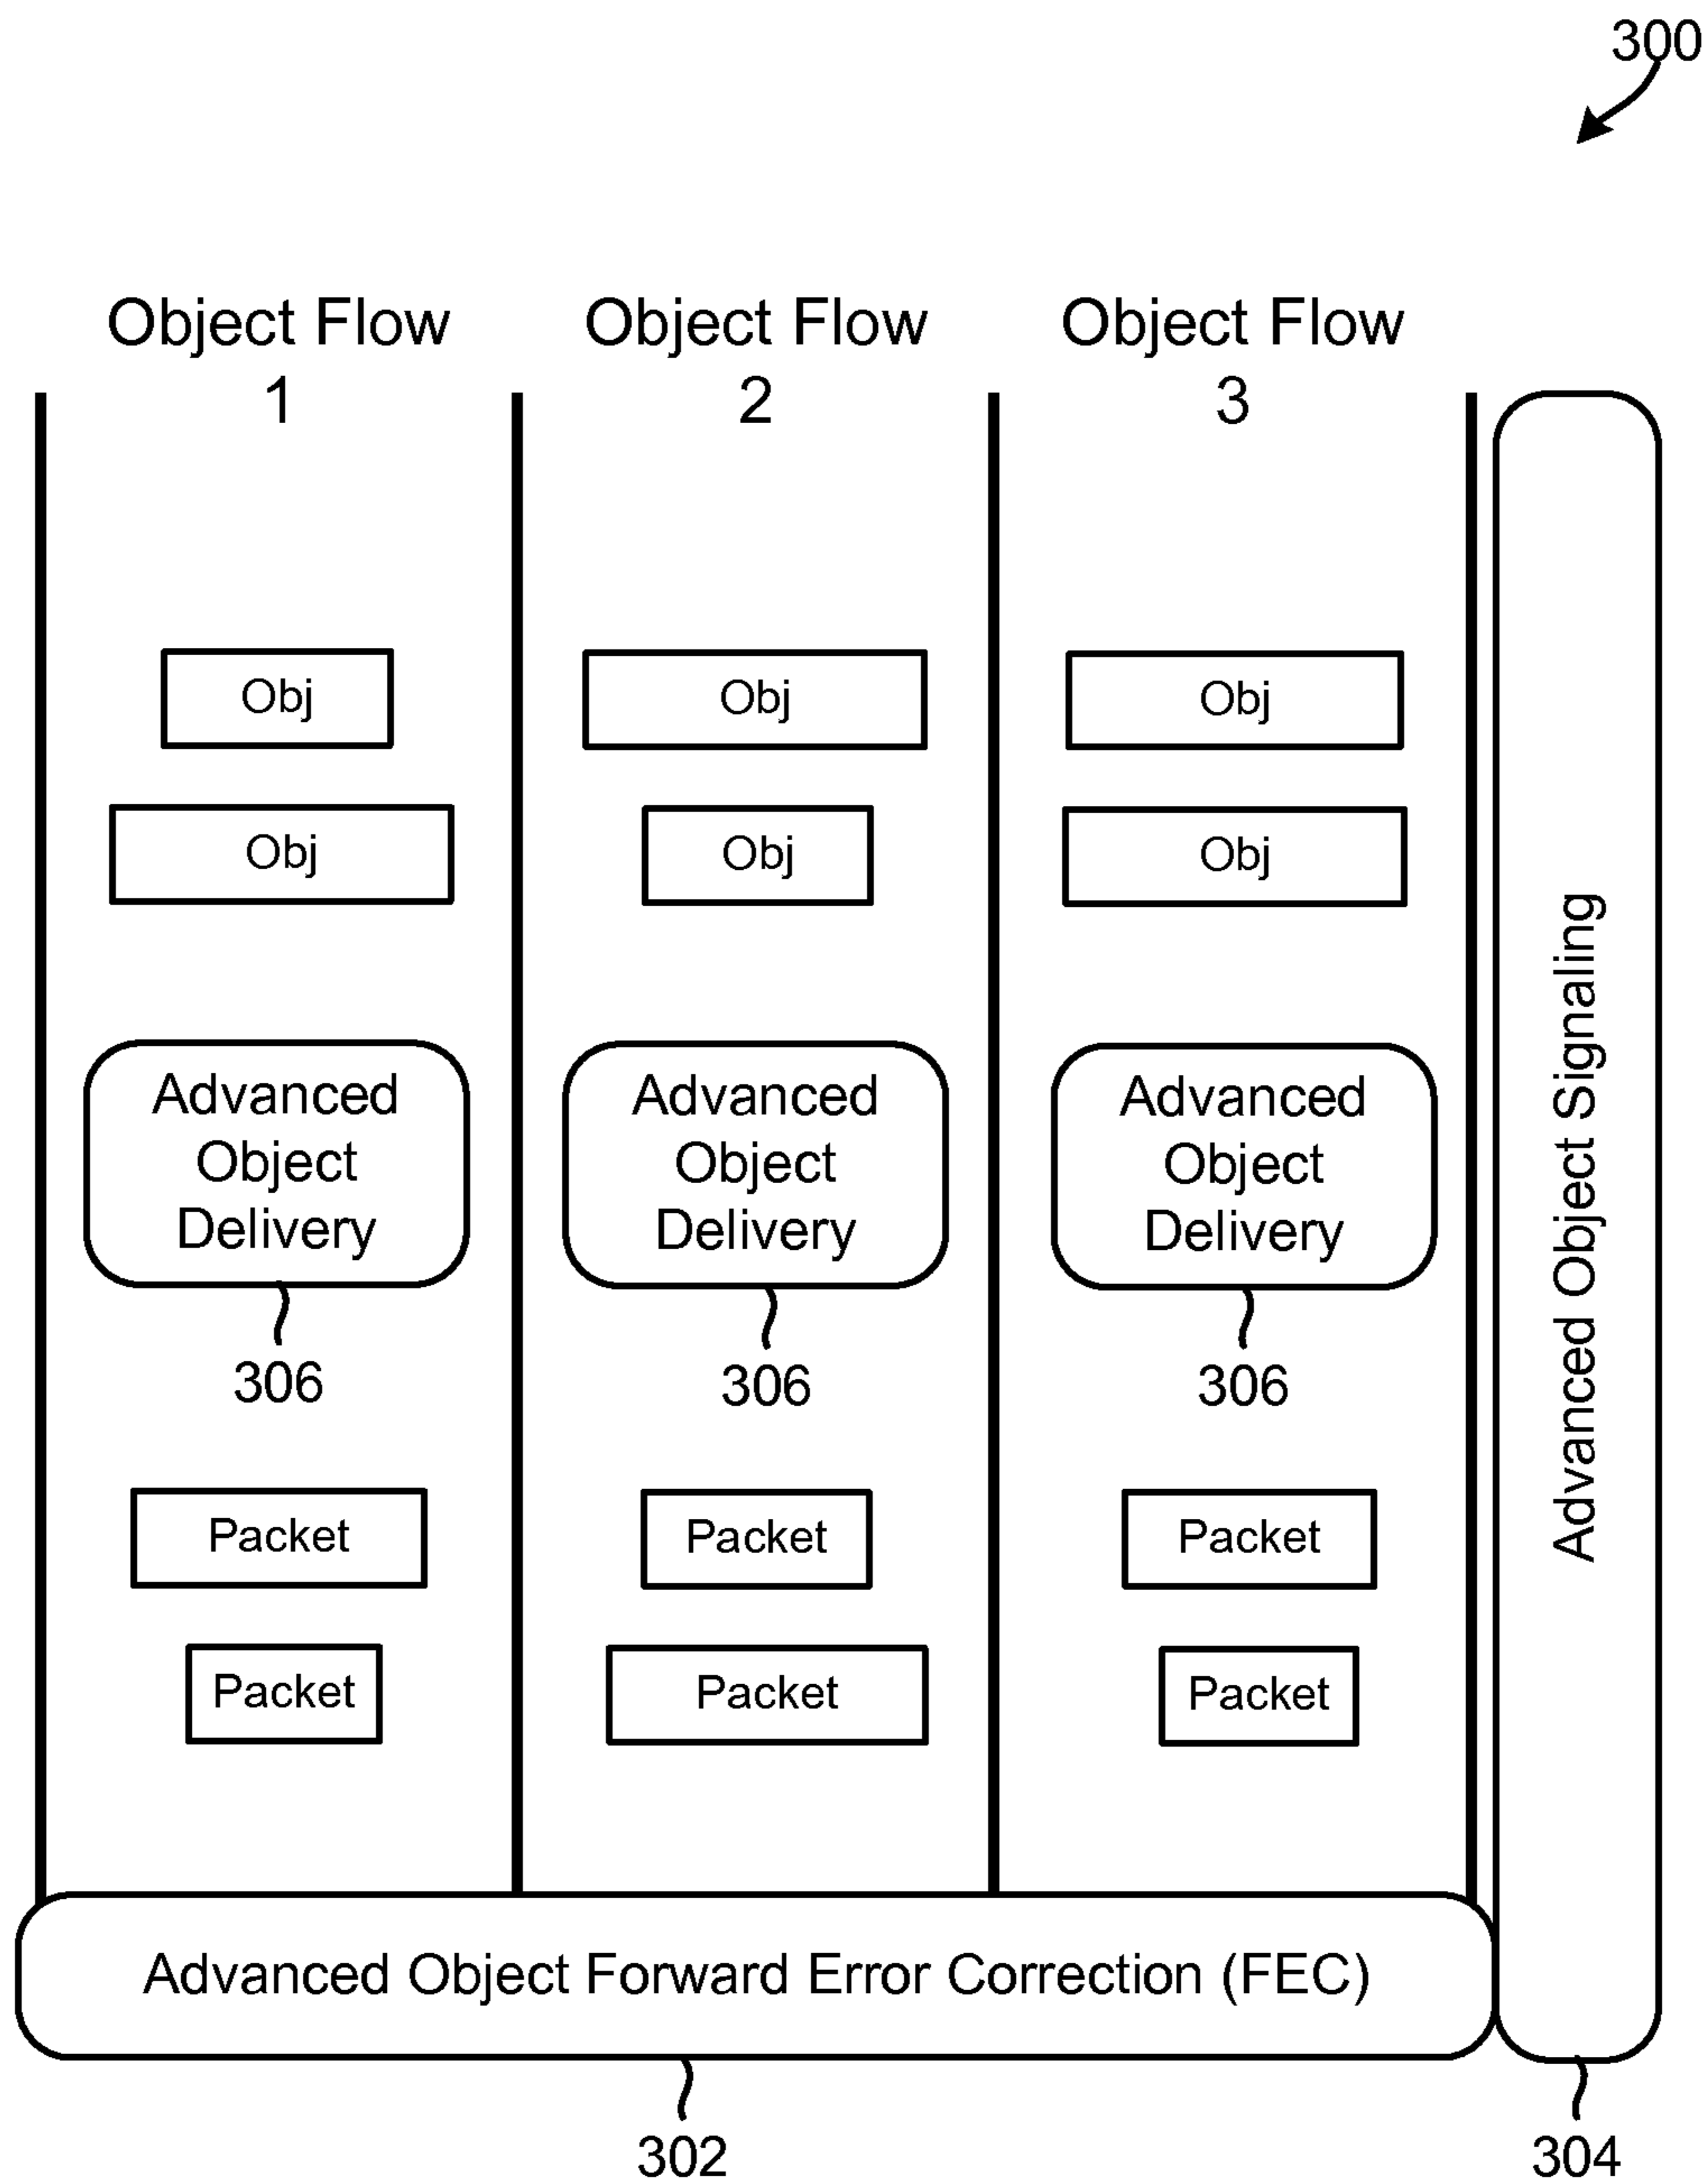 300
Object Flow
1
Object Flow
2
Object Flow
3
Obj
Obj
Obj
Obj
Obj
Obj
Advanced
Object
Delivery
Advanced
Object
Delivery
Advanced
Object
Delivery
306
306
306
Packet
Packet
Packet
Packet
Packet
Packet
Advanced Object Signaling
Advanced Object Forward Error Correction (FEC)
302
304